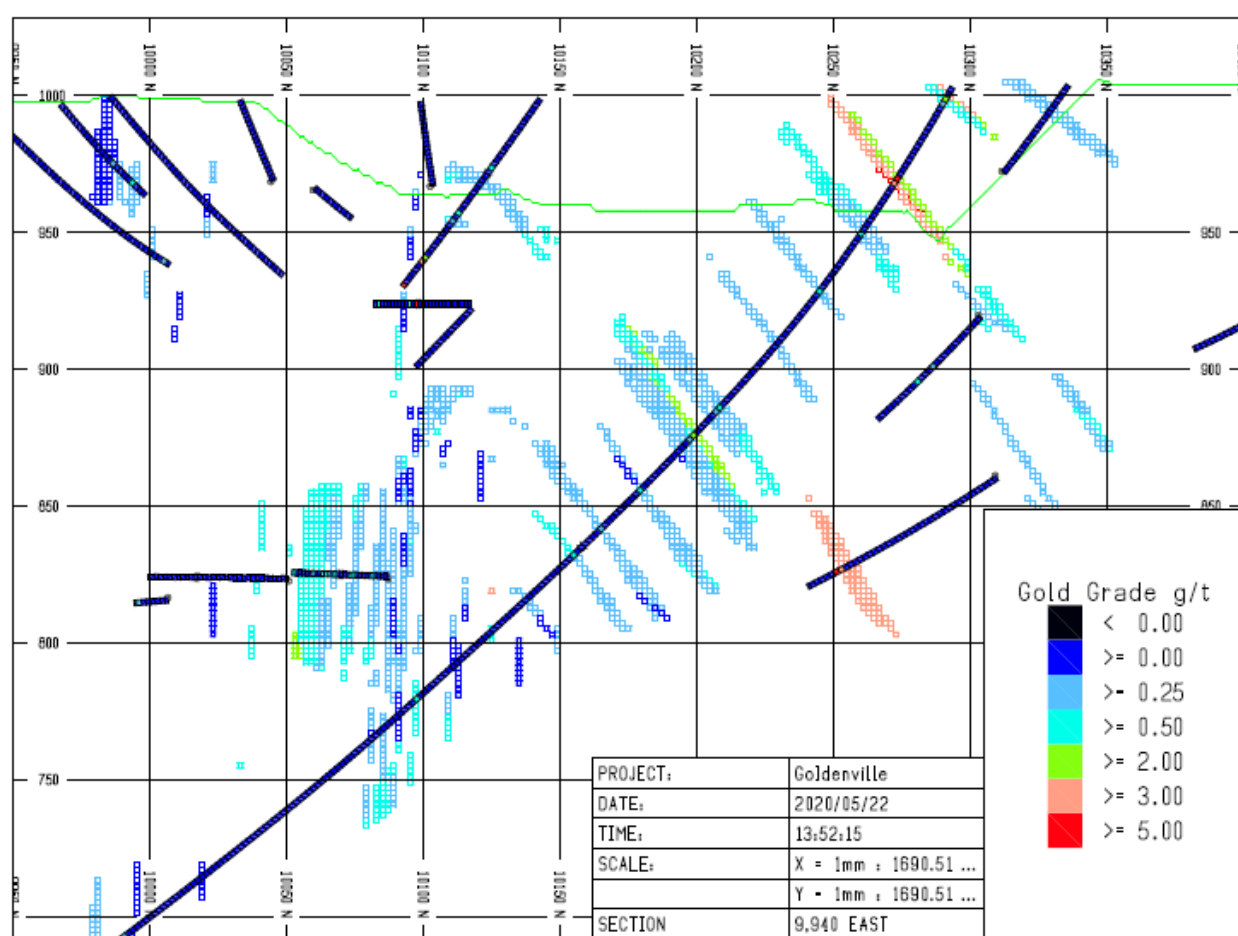 10000 N
10050 N
10100 N
10150 N
10200 N
10250 N
10300 N
10350 N
1000
950
950
900
900
850
850
800
750
10000 N
10050 N
10100 N
10150 N
Gold Grade g/t
< 0.00
>= 0.00
>= 0.25
>= 0.50
>= 2.00
>= 3.00
>= 5.00
PROJECT: Goldenville
DATE: 2020/05/22
TIME: 13:52:15
SCALE: X = 1mm : 1690.51 ...
Y = 1mm : 1690.51 ...
SECTION 9,940 EAST